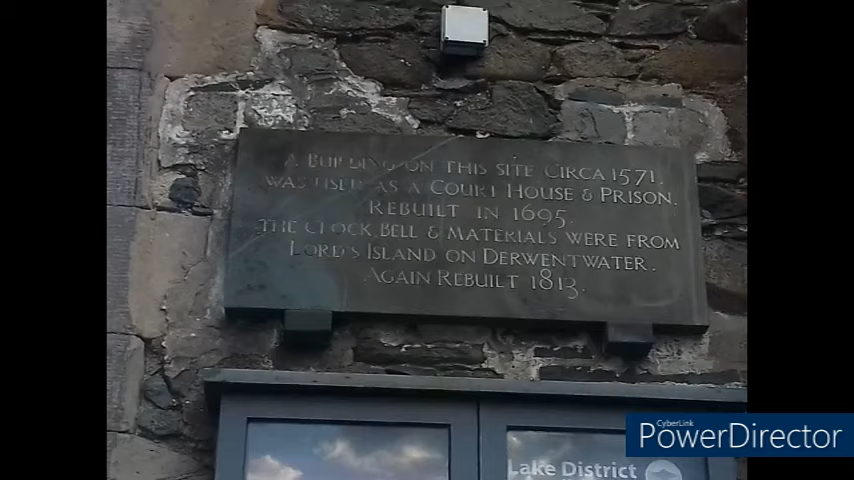 A BUILDING ON THIS SITE CIRCA 1571.
WAS USED AS A COURT HOUSE & PRISON.
REBUILT IN 1695.
THE CLOCK, BELL & MATERIALS WERE FROM
LORD'S ISLAND ON DERWENTWATER.
AGAIN REBUILT 1813.
CyberLink
PowerDirector
Lake District